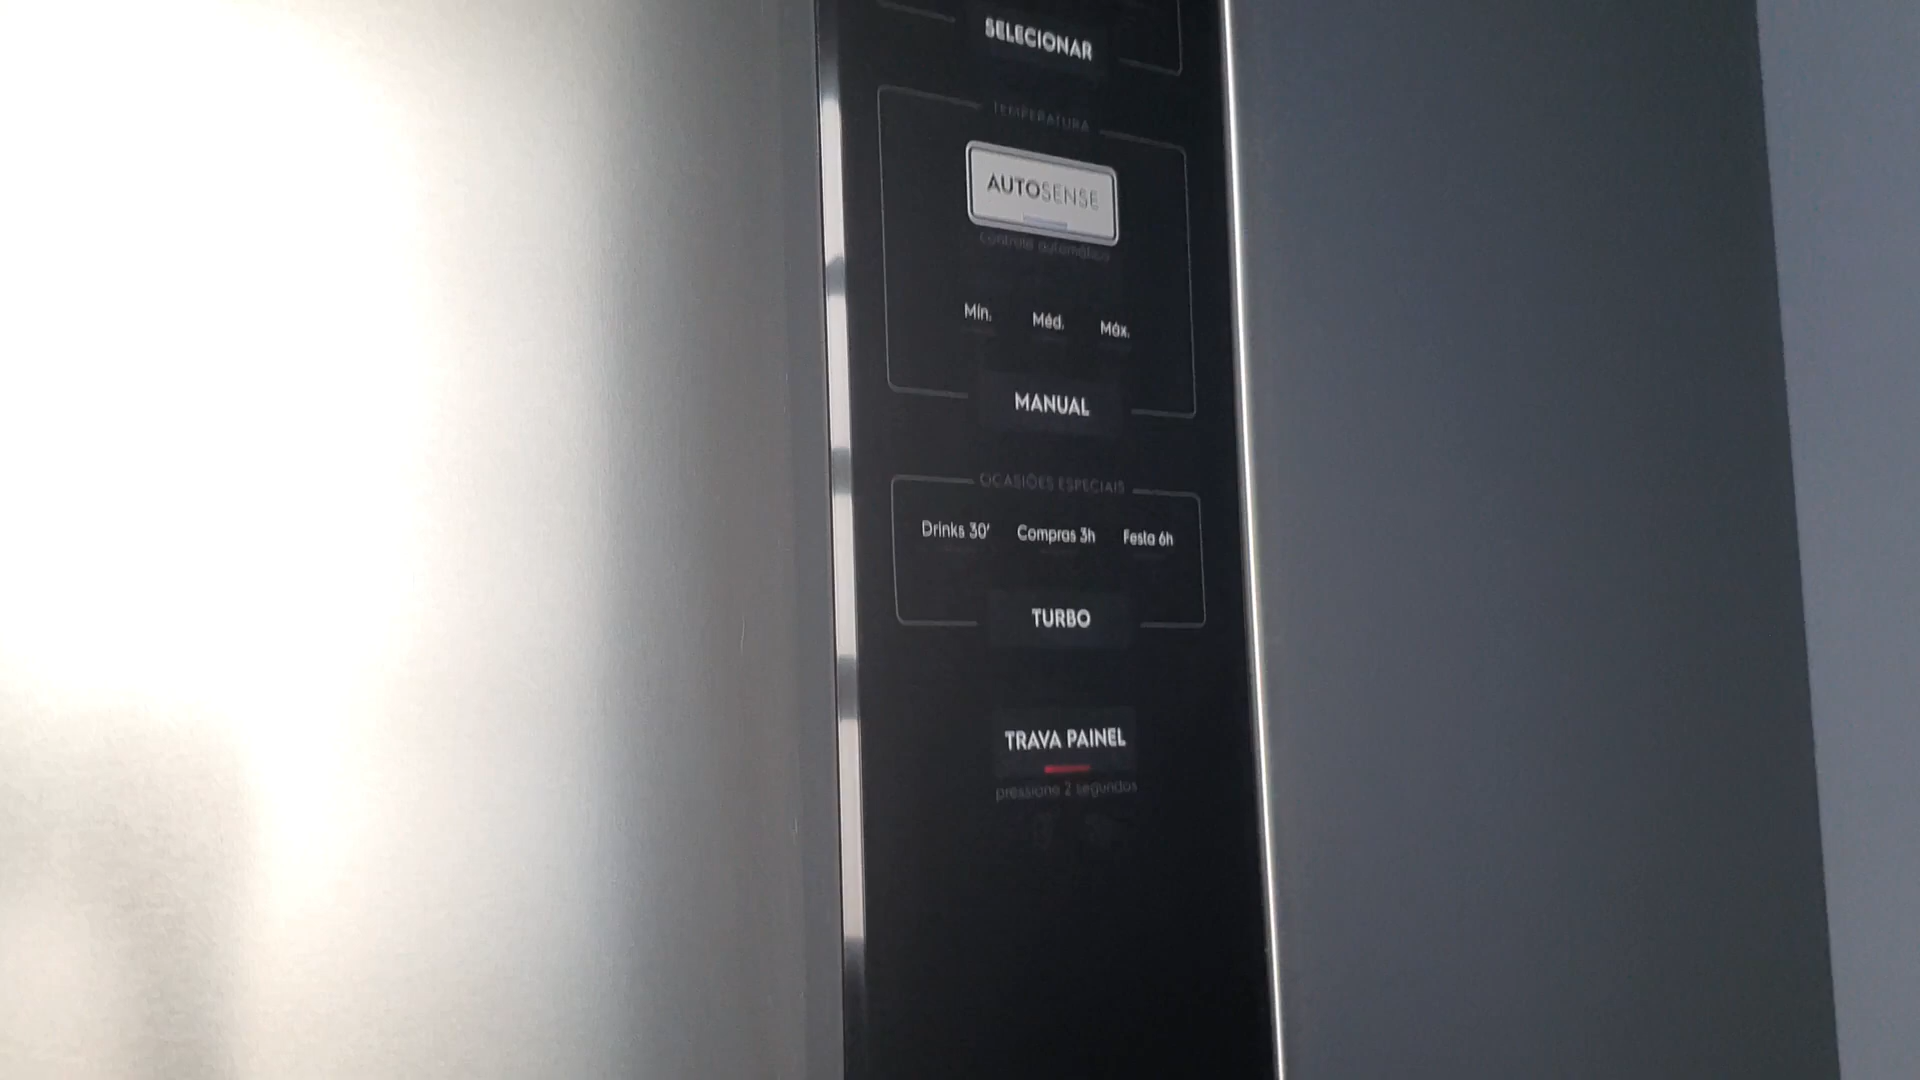 SELECIONAR
TEMPERATURA
AUTOSENSE
controle automático
Mín. Méd. Máx.
MANUAL
OCASIÕES ESPECIAIS
Drinks 30' Compras 3h Festa 6h
TURBO
TRAVA PAINEL
pressione 2 segundos